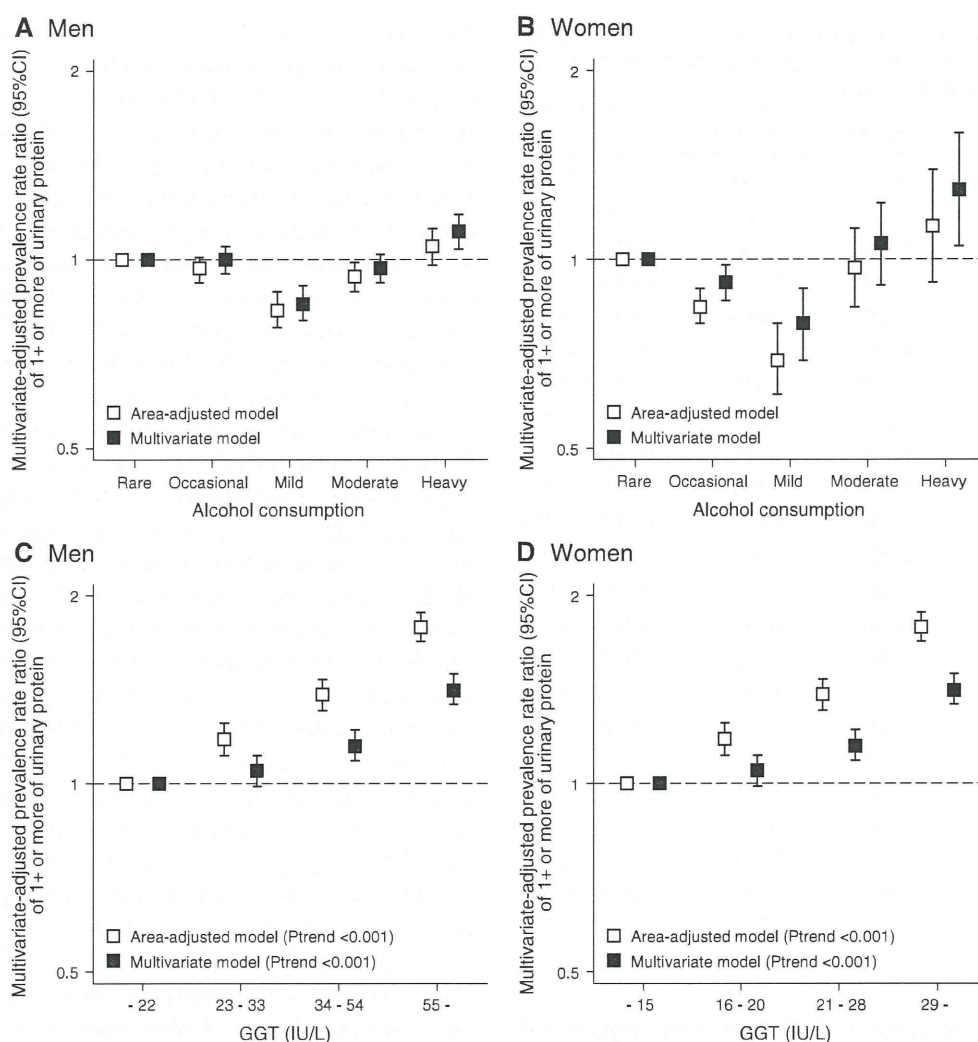 A Men
Multivariate-adjusted prevalence rate ratio (95%CI)
of 1+ or more of urinary protein
2
1
0.5
Area-adjusted model
Multivariate model
Rare Occasional Mild Moderate Heavy
Alcohol consumption
B Women
Multivariate-adjusted prevalence rate ratio (95%CI)
of 1+ or more of urinary protein
2
1
0.5
Area-adjusted model
Multivariate model
Rare Occasional Mild Moderate Heavy
Alcohol consumption
C Men
Multivariate-adjusted prevalence rate ratio (95%CI)
of 1+ or more of urinary protein
2
1
0.5
Area-adjusted model (Ptrend <0.001)
Multivariate model (Ptrend <0.001)
- 22 23 - 33 34 - 54 55 -
GGT (IU/L)
D Women
Multivariate-adjusted prevalence rate ratio (95%CI)
of 1+ or more of urinary protein
2
1
0.5
Area-adjusted model (Ptrend <0.001)
Multivariate model (Ptrend <0.001)
- 15 16 - 20 21 - 28 29 -
GGT (IU/L)